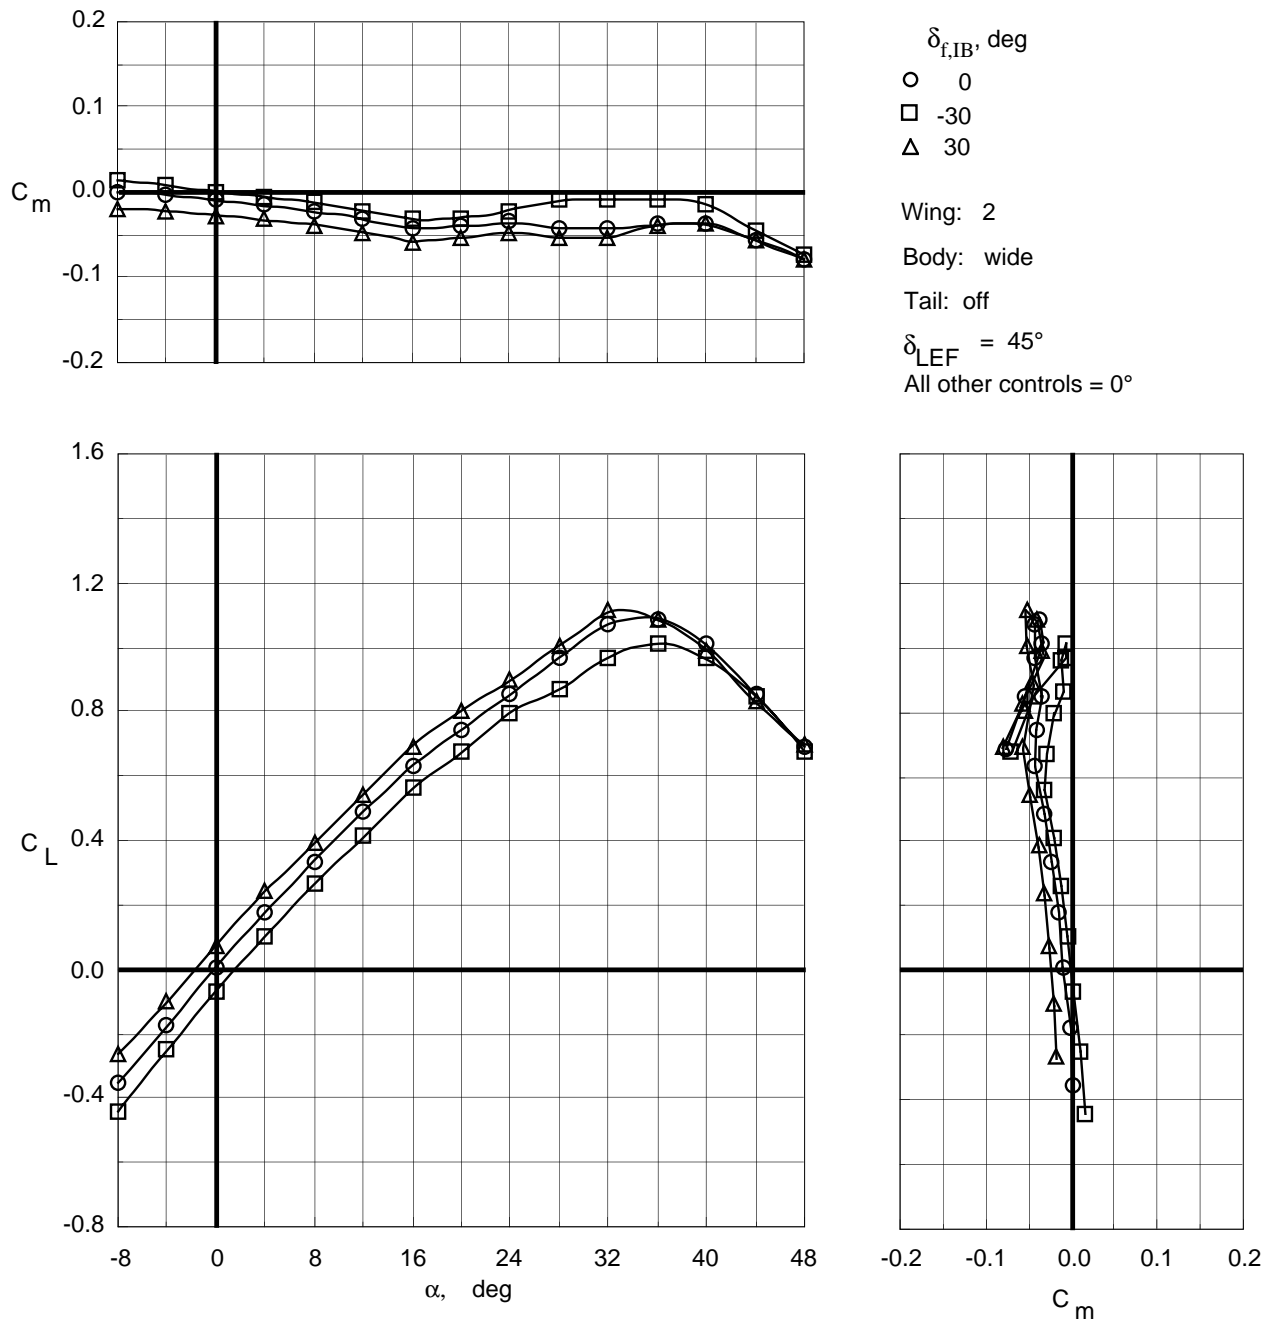 0.2
0.1
0.0
-0.1
-0.2
C m
δf,IB, deg
0
-30
30
Wing: 2
Body: wide
Tail: off
δLEF = 45°
All other controls = 0°
1.6
1.2
0.8
0.4
0.0
-0.4
-0.8
C L
-8 0 8 16 24 32 40 48
α, deg
-0.2 -0.1 0.0 0.1 0.2
C m